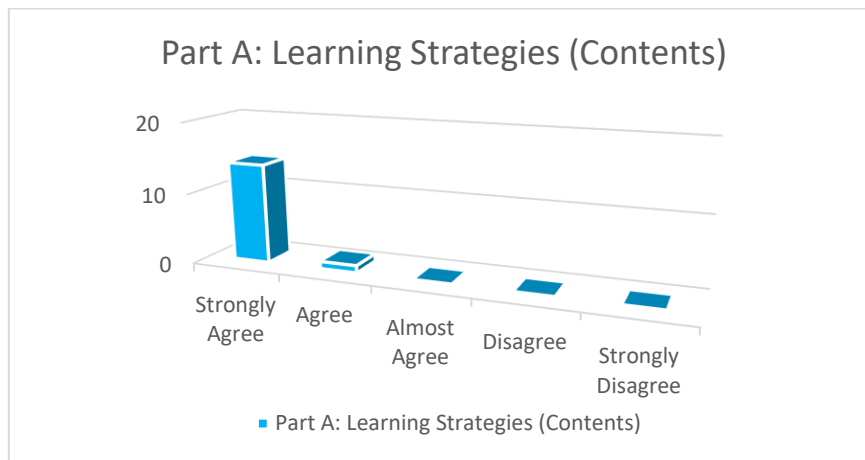 Part A: Learning Strategies (Contents)
20
10
0
Strongly
Agree
Agree
Almost
Agree
Disagree
Strongly
Disagree
Part A: Learning Strategies (Contents)